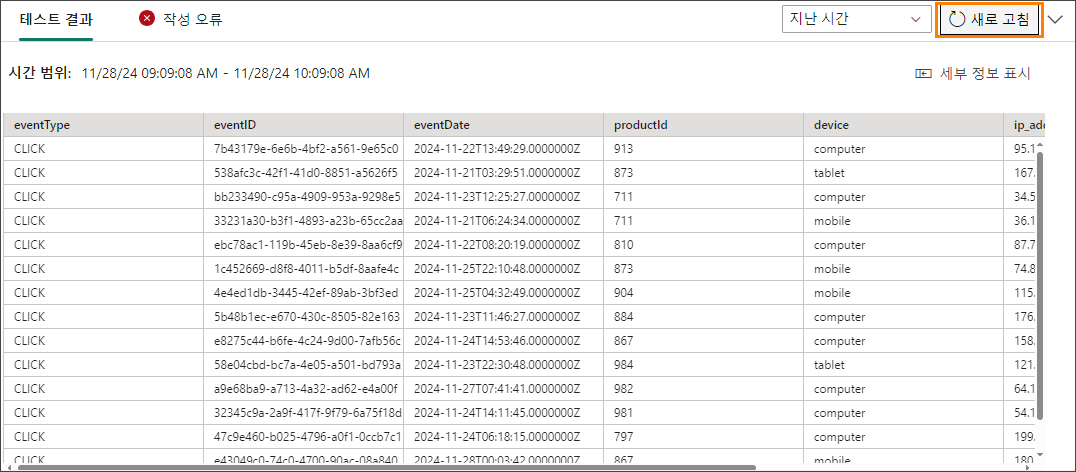 테스트 결과 작성 오류 지난 시간 새로 고침
시간 범위: 11/28/24 09:09:08 AM - 11/28/24 10:09:08 AM 세부 정보 표시
eventType eventID eventDate productId device ip_add
CLICK 7b43179e-6e6b-4bf2-a561-9e65c0 2024-11-22T13:49:29.0000000Z 913 computer 95.1
CLICK 538afc3c-42f1-41d0-8851-a5626f5 2024-11-21T03:29:51.0000000Z 873 tablet 167.
CLICK bb233490-c95a-4909-953a-9298e5 2024-11-23T12:25:27.0000000Z 711 computer 34.5
CLICK 33231a30-b3f1-4893-a23b-65cc2aa 2024-11-21T06:24:34.0000000Z 711 mobile 36.1
CLICK ebc78ac1-119b-45eb-8e39-8aa6cf9 2024-11-22T08:20:19.0000000Z 810 computer 87.7
CLICK 1c452669-d8f8-4011-b5df-8aafe4c 2024-11-25T22:10:48.0000000Z 873 mobile 74.8
CLICK 4e4ed1db-3445-42ef-89ab-3bf3ed 2024-11-25T04:32:49.0000000Z 904 mobile 115.
CLICK 5b48b1ec-e670-430c-8505-82e163 2024-11-23T11:46:27.0000000Z 884 computer 176.
CLICK e8275c44-b6fe-4c24-9d00-7afb56c 2024-11-24T14:53:46.0000000Z 867 computer 158.
CLICK 58e04cbd-bc7a-4e05-a501-bd793a 2024-11-23T22:30:48.0000000Z 984 tablet 121.
CLICK a9e68ba9-a713-4a32-ad62-e4a00f 2024-11-27T07:41:41.0000000Z 982 computer 64.1
CLICK 32345c9a-2a9f-417f-9f79-6a75f18d 2024-11-24T14:11:45.0000000Z 981 computer 54.1
CLICK 47c9e460-b025-4796-a0f1-0ccb7c1 2024-11-24T06:18:15.0000000Z 797 computer 199.
CLICK e43049c0-74c0-4700-90ac-08a840 2024-11-28T00:03:42.0000000Z 867 mobile 180.